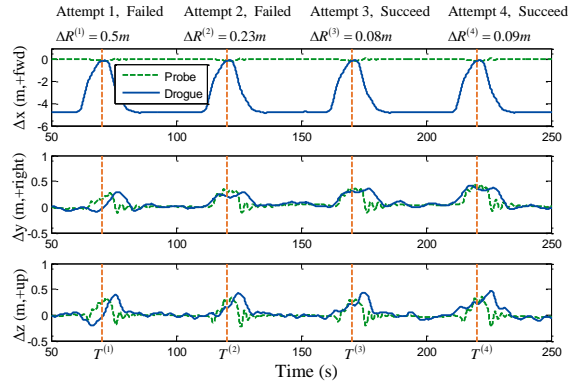 Attempt 1, Failed Attempt 2, Failed Attempt 3, Succeed Attempt 4, Succeed
ΔR⁽¹⁾ = 0.5m ΔR⁽²⁾ = 0.23m ΔR⁽³⁾ = 0.08m ΔR⁽⁴⁾ = 0.09m
Δx (m,+fwd)
0
-2
-4
-6
Probe
Drogue
50 100 150 200 250
Δy (m,+right)
1
0.5
0
-0.5
50 100 150 200 250
Δz (m,+up)
1
0.5
0
-0.5
50 100 150 200 250
T⁽¹⁾ T⁽²⁾ T⁽³⁾ T⁽⁴⁾
Time (s)